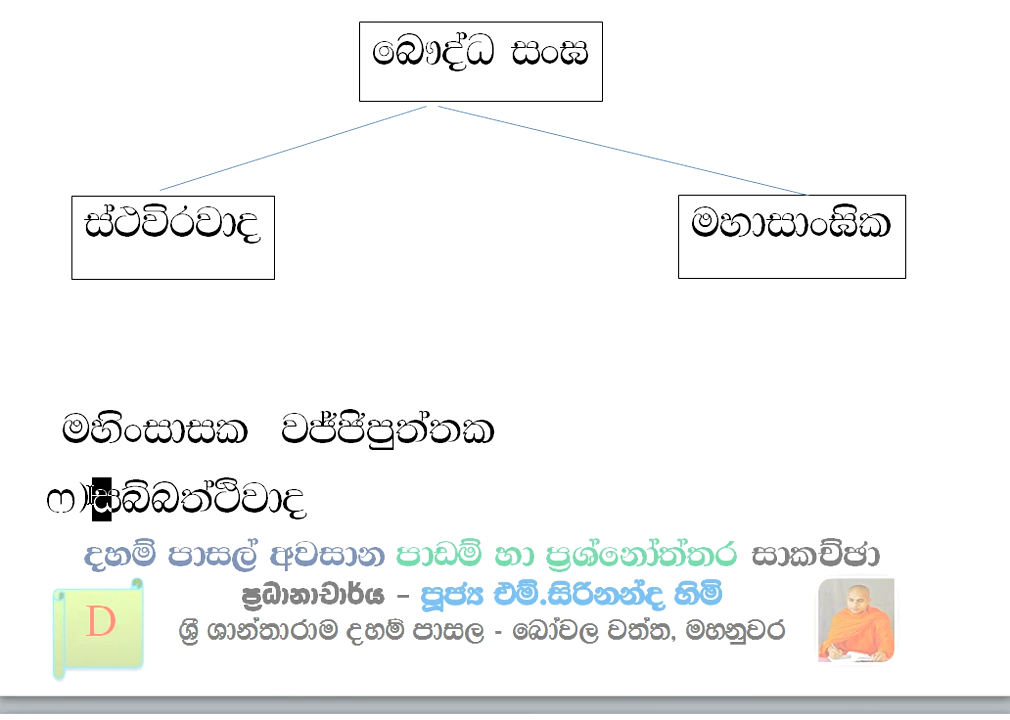 බෞද්ධ සංඝ
ස්ථවිරවාද
මහාසාංඝික
මහිංසාසක වජ්ජිපුත්තක
ෆ)සබ්බත්ථිවාද
දහම් පාසල් අවසාන පාඩම් හා ප්‍රශ්නෝත්තර සාකච්ඡා
ප්‍රධානාචාර්ය – පූජ්‍ය එම්.සිරිනන්ද හිමි
ශ්‍රී ශාන්තාරාම දහම් පාසල - බෝවල වත්ත, මහනුවර
D